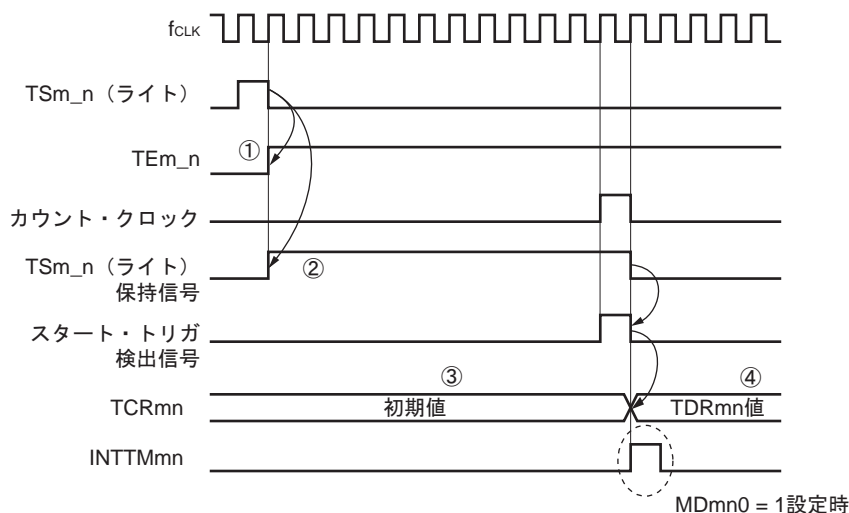 fCLK
TSm_n（ライト）
① TEm_n
カウント・クロック
TSm_n（ライト）
保持信号
②
スタート・トリガ
検出信号
③ ④
TCRmn 初期値 TDRmn値
INTTMmn
MDmn0 = 1設定時